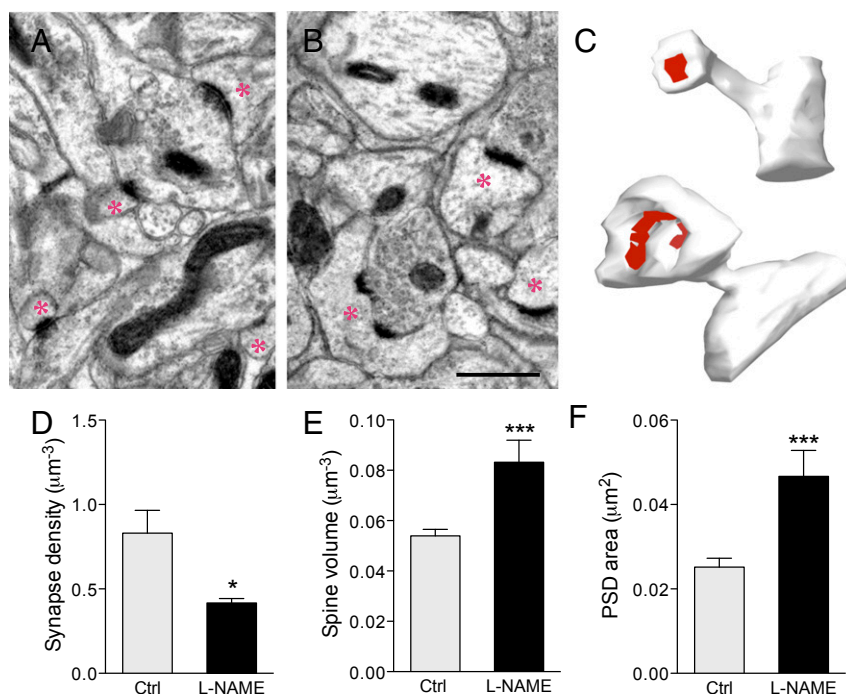 A
B
C
*
*
*
*
*
*
*
D
Synapse density (μm-3)
1.5
1.0
0.5
0.0
*
Ctrl
L-NAME
E
Spine volume (μm-3)
0.10
0.08
0.06
0.04
0.02
0.00
***
Ctrl
L-NAME
F
PSD area (μm2)
0.06
0.04
0.02
0.00
***
Ctrl
L-NAME